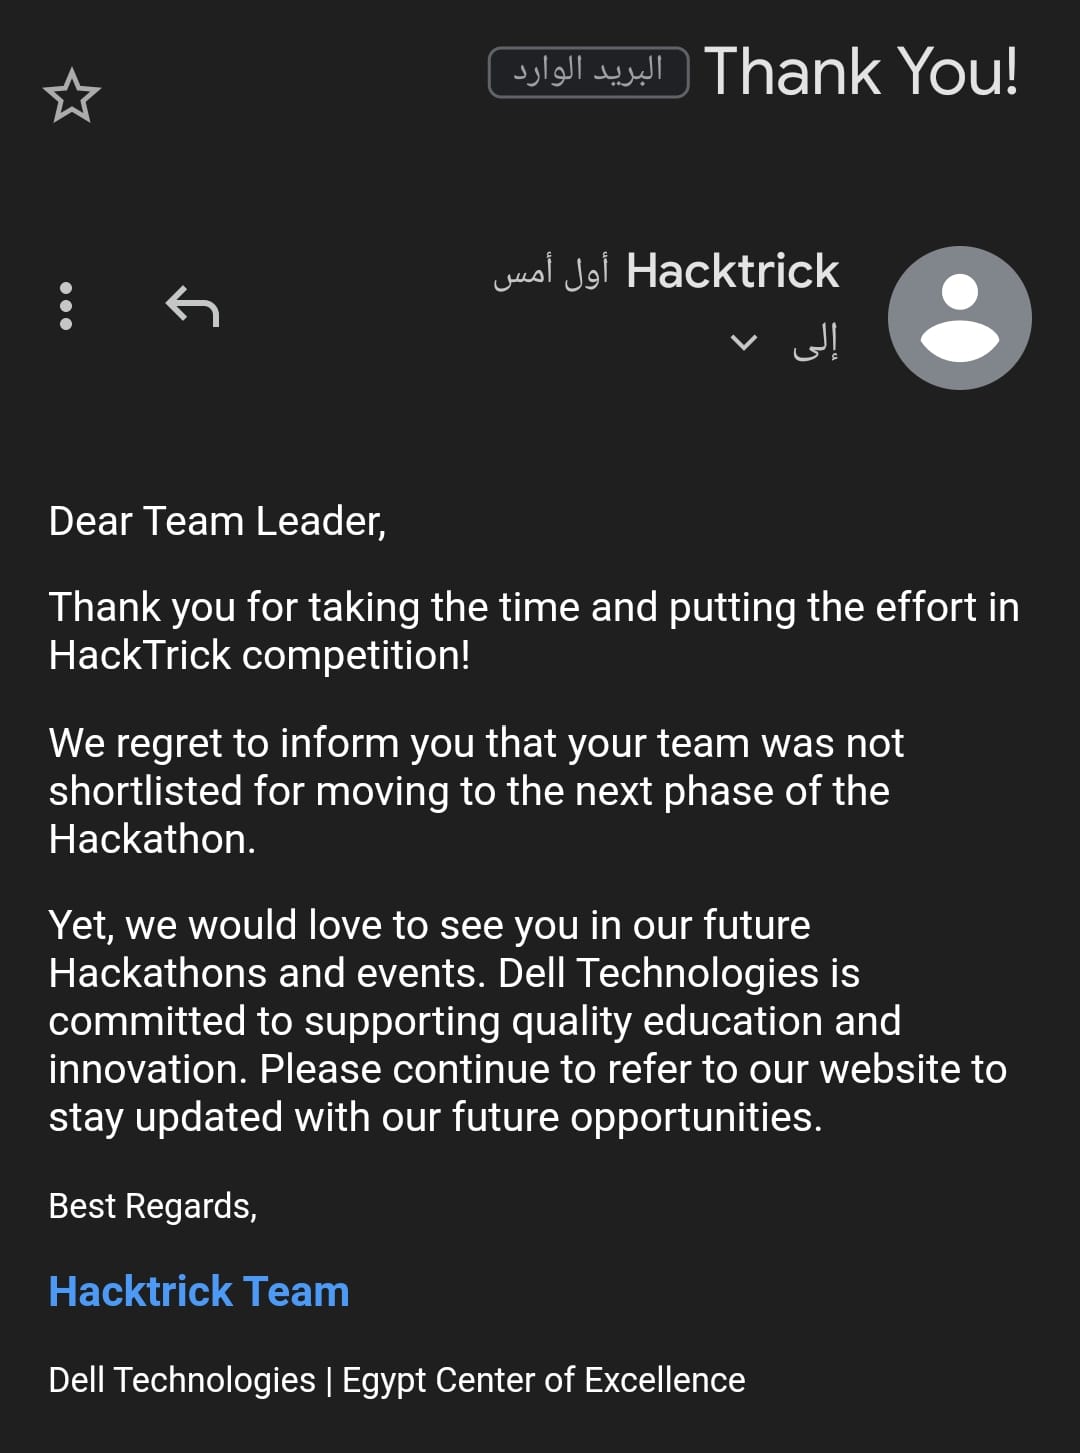 Thank You! البريد الوارد
Hacktrick أول أمس
إلى
Dear Team Leader,
Thank you for taking the time and putting the effort in
HackTrick competition!
We regret to inform you that your team was not
shortlisted for moving to the next phase of the
Hackathon.
Yet, we would love to see you in our future
Hackathons and events. Dell Technologies is
committed to supporting quality education and
innovation. Please continue to refer to our website to
stay updated with our future opportunities.
Best Regards,
Hacktrick Team
Dell Technologies | Egypt Center of Excellence